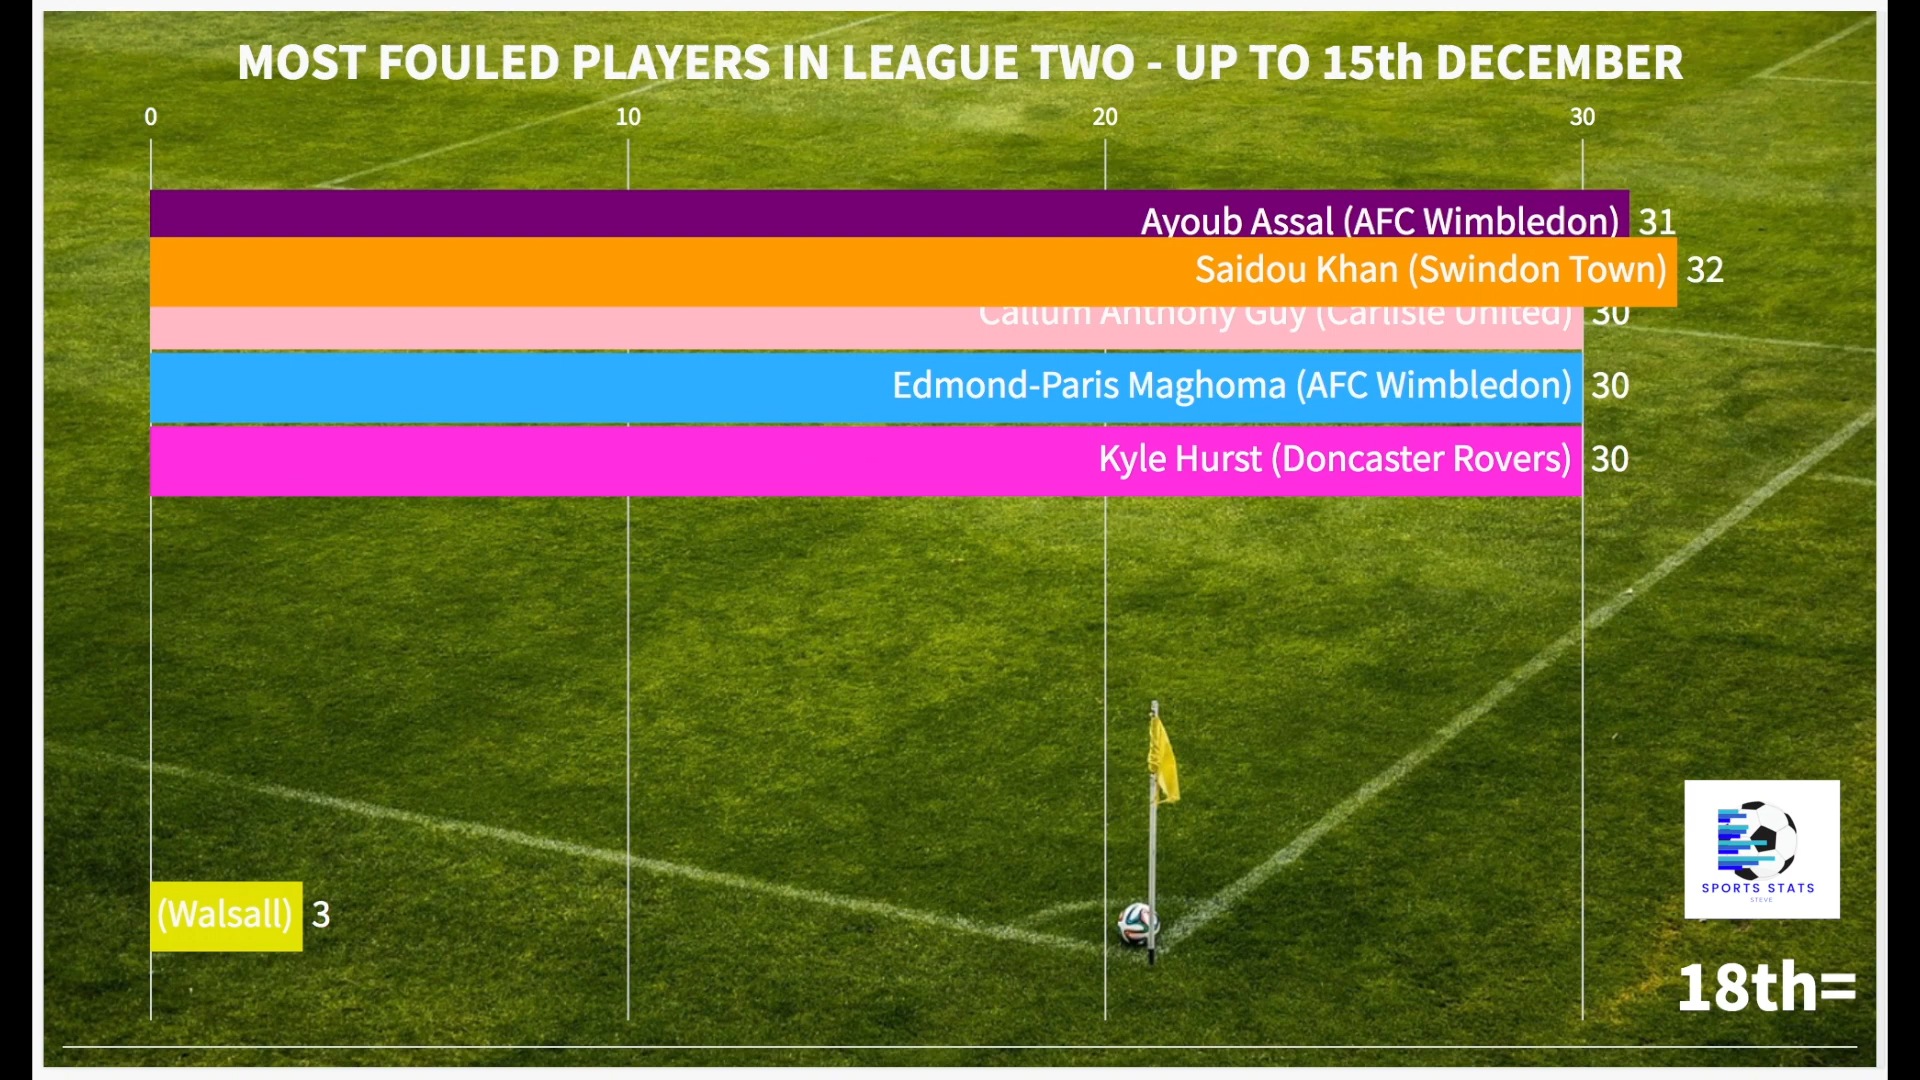 MOST FOULED PLAYERS IN LEAGUE TWO - UP TO 15th DECEMBER
0 10 20 30
Ayoub Assal (AFC Wimbledon) 31
Saidou Khan (Swindon Town) 32
Callum Anthony Guy (Carlisle United) 30
Edmond-Paris Maghoma (AFC Wimbledon) 30
Kyle Hurst (Doncaster Rovers) 30
(Walsall) 3
SPORTS STATS
STEVE
18th=